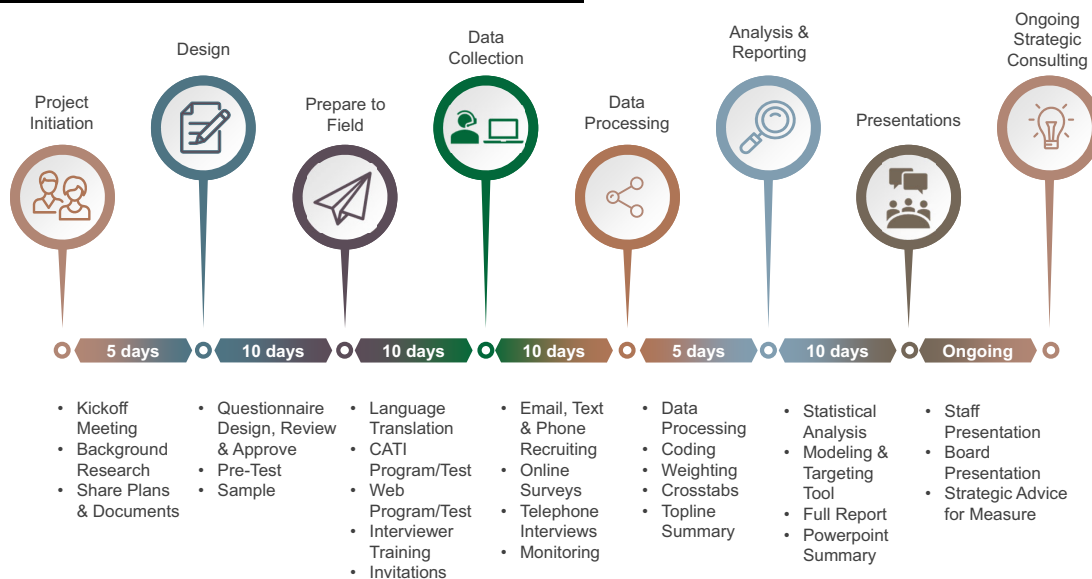 Project
Initiation
Design
Prepare to
Field
Data
Collection
Data
Processing
Analysis &
Reporting
Presentations
Ongoing
Strategic
Consulting
5 days
10 days
10 days
10 days
5 days
10 days
Ongoing
• Kickoff
Meeting
• Background
Research
• Share Plans
& Documents
• Questionnaire
Design, Review
& Approve
• Pre-Test
• Sample
• Language
Translation
• CATI
Program/Test
• Web
Program/Test
• Interviewer
Training
• Invitations
• Email, Text
& Phone
Recruiting
• Online
Surveys
• Telephone
Interviews
• Monitoring
• Data
Processing
• Coding
• Weighting
• Crosstabs
• Topline
Summary
• Statistical
Analysis
• Modeling &
Targeting
Tool
• Full Report
• Powerpoint
Summary
• Staff
Presentation
• Board
Presentation
• Strategic Advice
for Measure